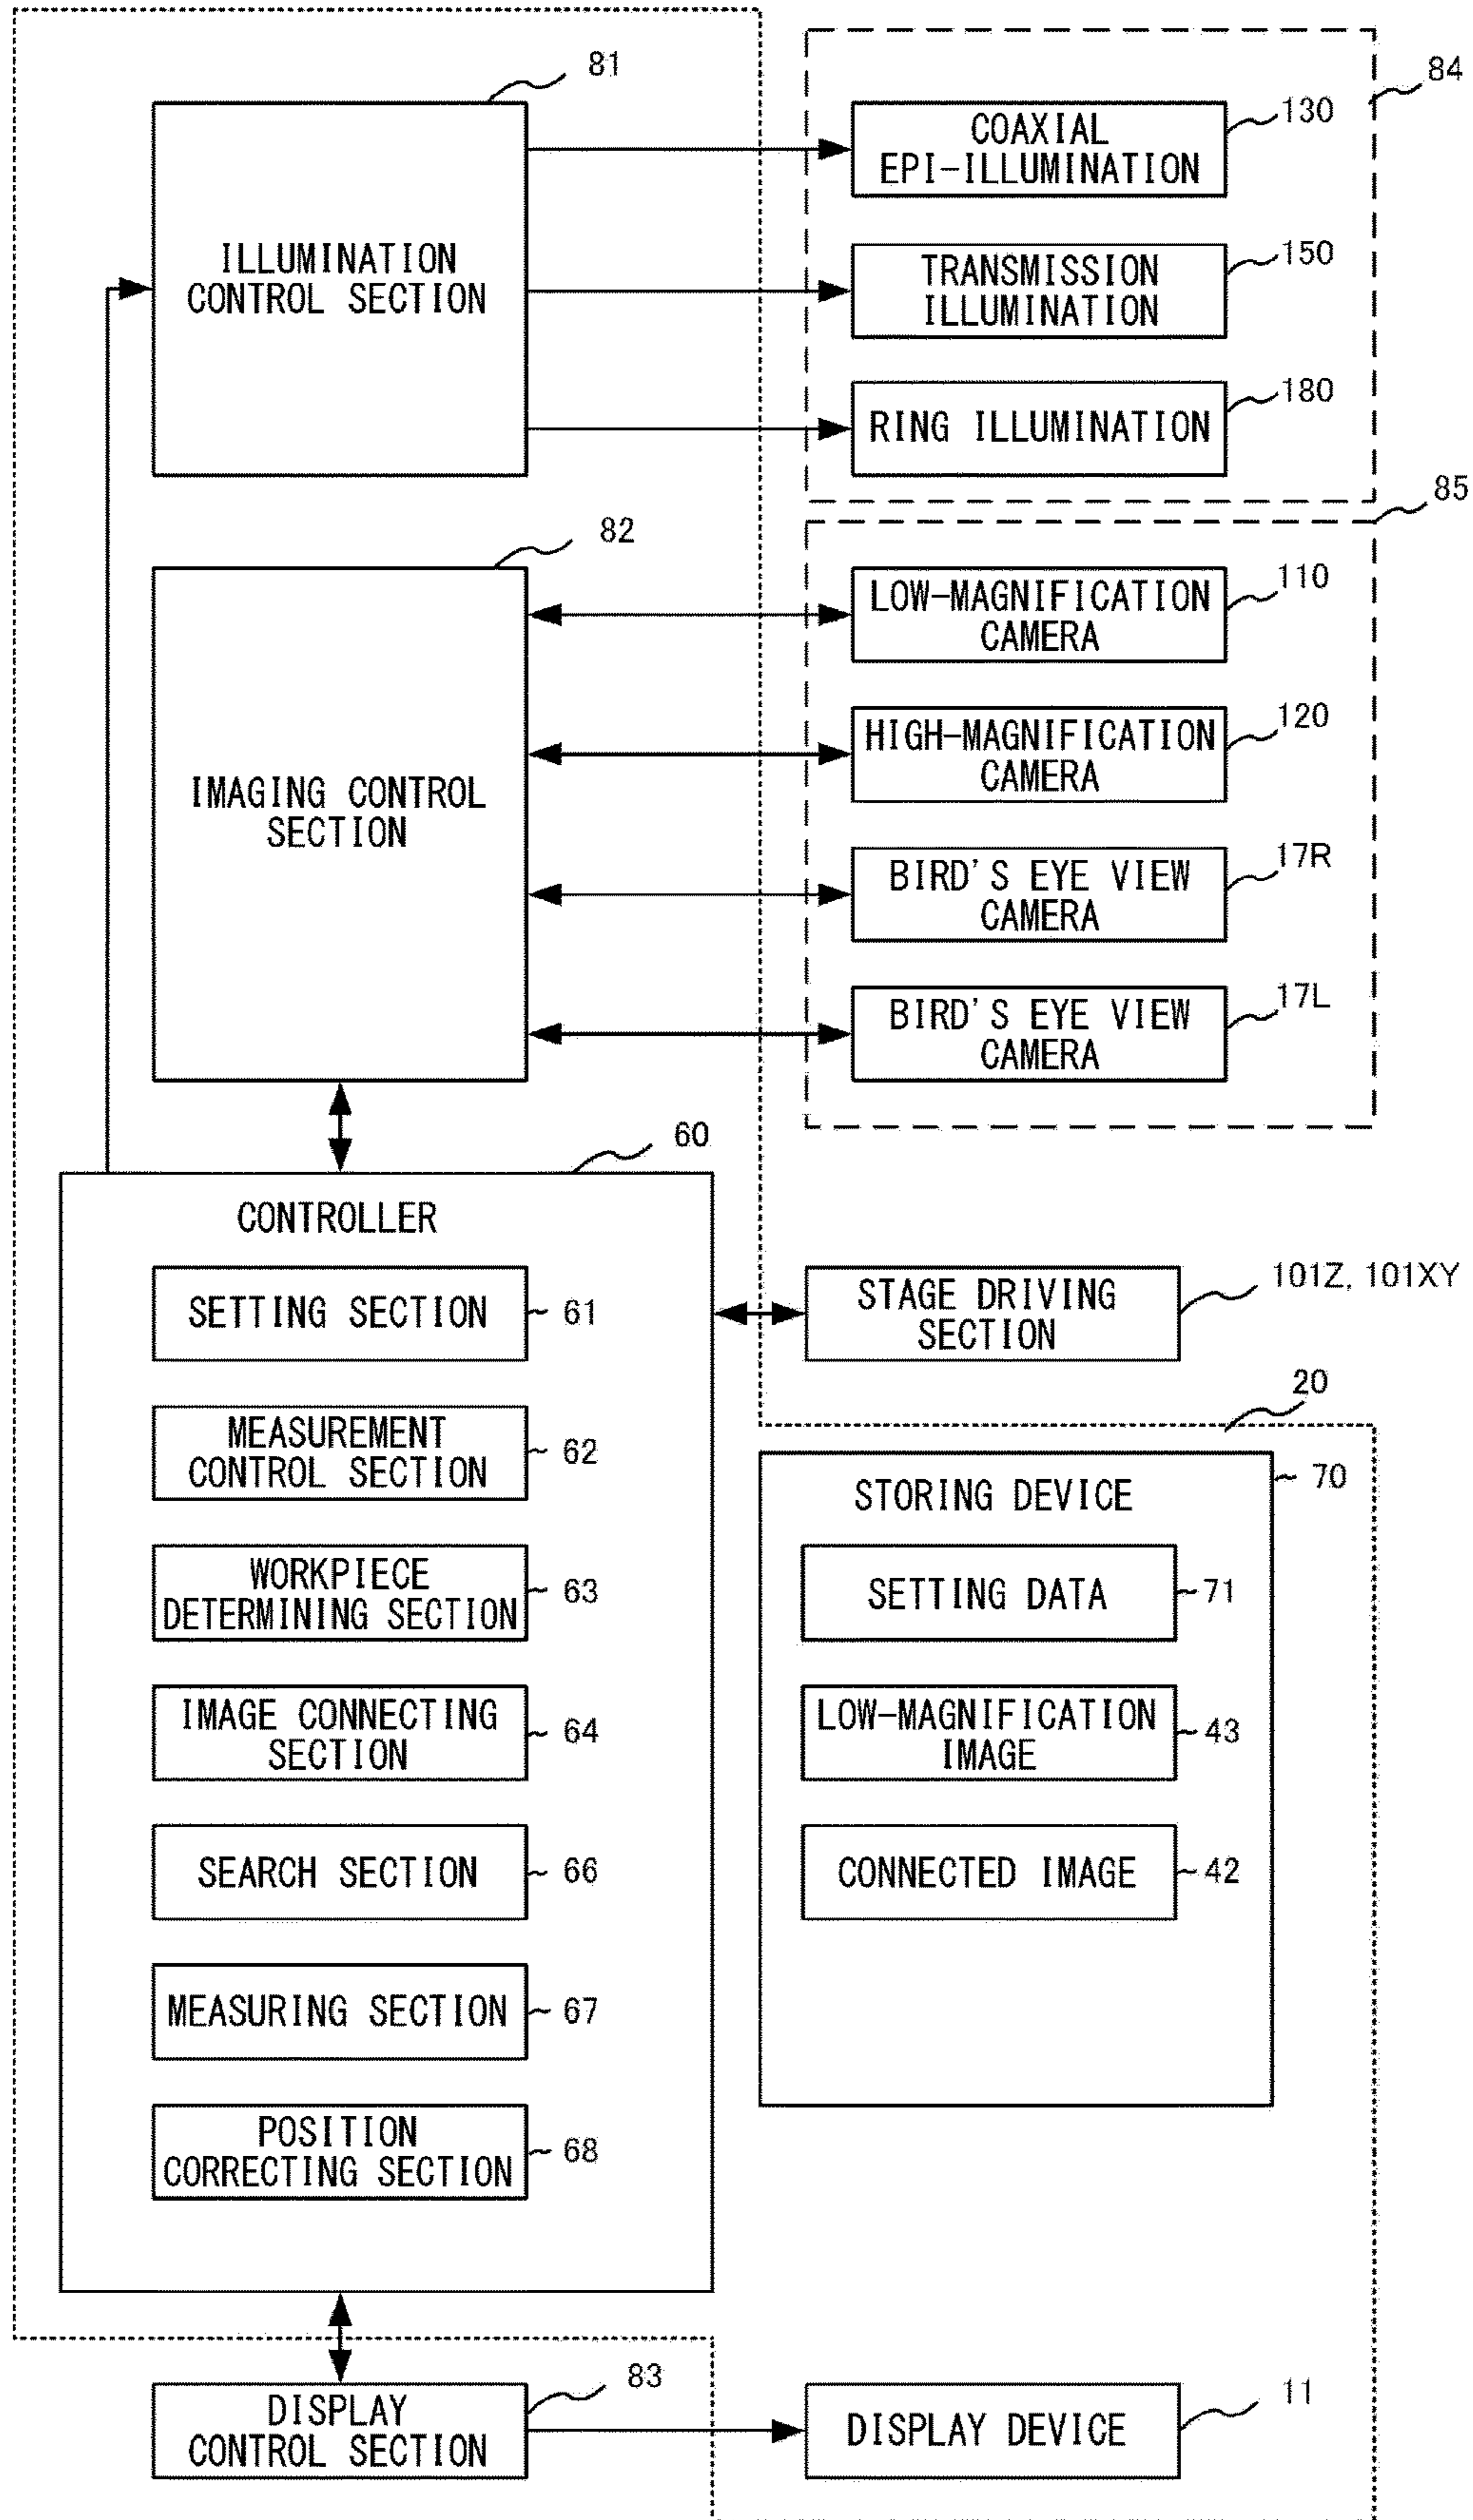 81
84
COAXIAL
EPI-ILLUMINATION
130
ILLUMINATION
CONTROL SECTION
TRANSMISSION
ILLUMINATION
150
RING ILLUMINATION
180
85
82
LOW-MAGNIFICATION
CAMERA
110
IMAGING CONTROL
SECTION
HIGH-MAGNIFICATION
CAMERA
120
BIRD'S EYE VIEW
CAMERA
17R
BIRD'S EYE VIEW
CAMERA
17L
60
CONTROLLER
SETTING SECTION
61
STAGE DRIVING
SECTION
101Z, 101XY
20
MEASUREMENT
CONTROL SECTION
62
STORING DEVICE
70
WORKPIECE
DETERMINING SECTION
63
SETTING DATA
71
IMAGE CONNECTING
SECTION
64
LOW-MAGNIFICATION
IMAGE
43
SEARCH SECTION
66
CONNECTED IMAGE
42
MEASURING SECTION
67
POSITION
CORRECTING SECTION
68
DISPLAY
CONTROL SECTION
83
DISPLAY DEVICE
11